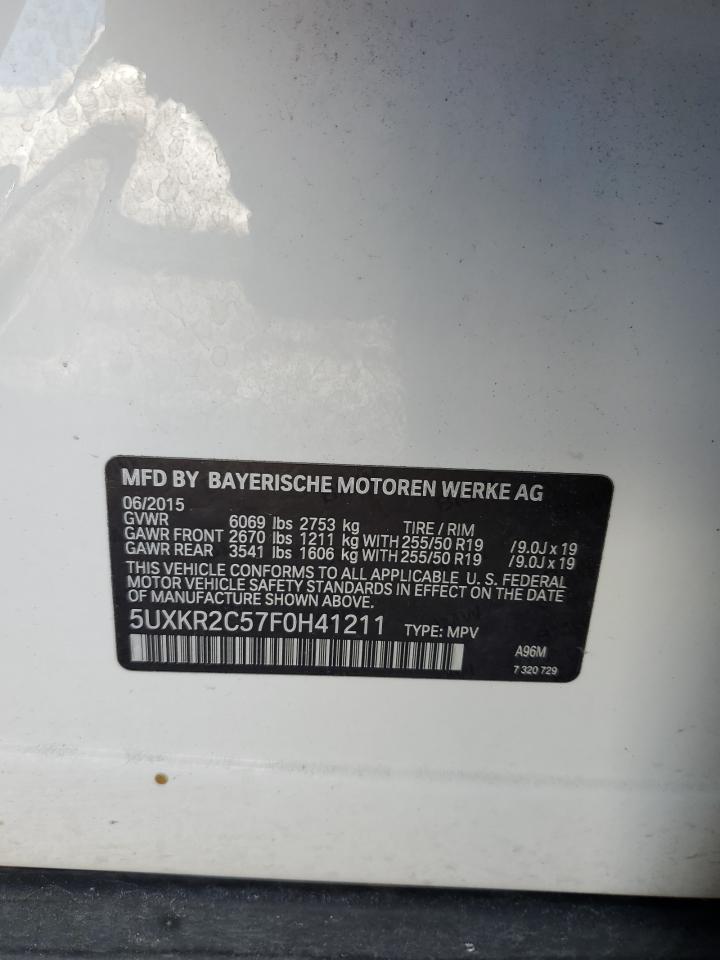 MFD BY BAYERISCHE MOTOREN WERKE AG
06/2015
GVWR 6069 lbs 2753 kg TIRE / RIM
GAWR FRONT 2670 lbs 1211 kg WITH 255/50 R19 /9.0J x 19
GAWR REAR 3541 lbs 1606 kg WITH 255/50 R19 /9.0J x 19
THIS VEHICLE CONFORMS TO ALL APPLICABLE U.S. FEDERAL
MOTOR VEHICLE SAFETY STANDARDS IN EFFECT ON THE DATE
OF MANUFACTURE SHOWN ABOVE.
5UXKR2C57F0H41211 TYPE: MPV
A96M
7 320 729